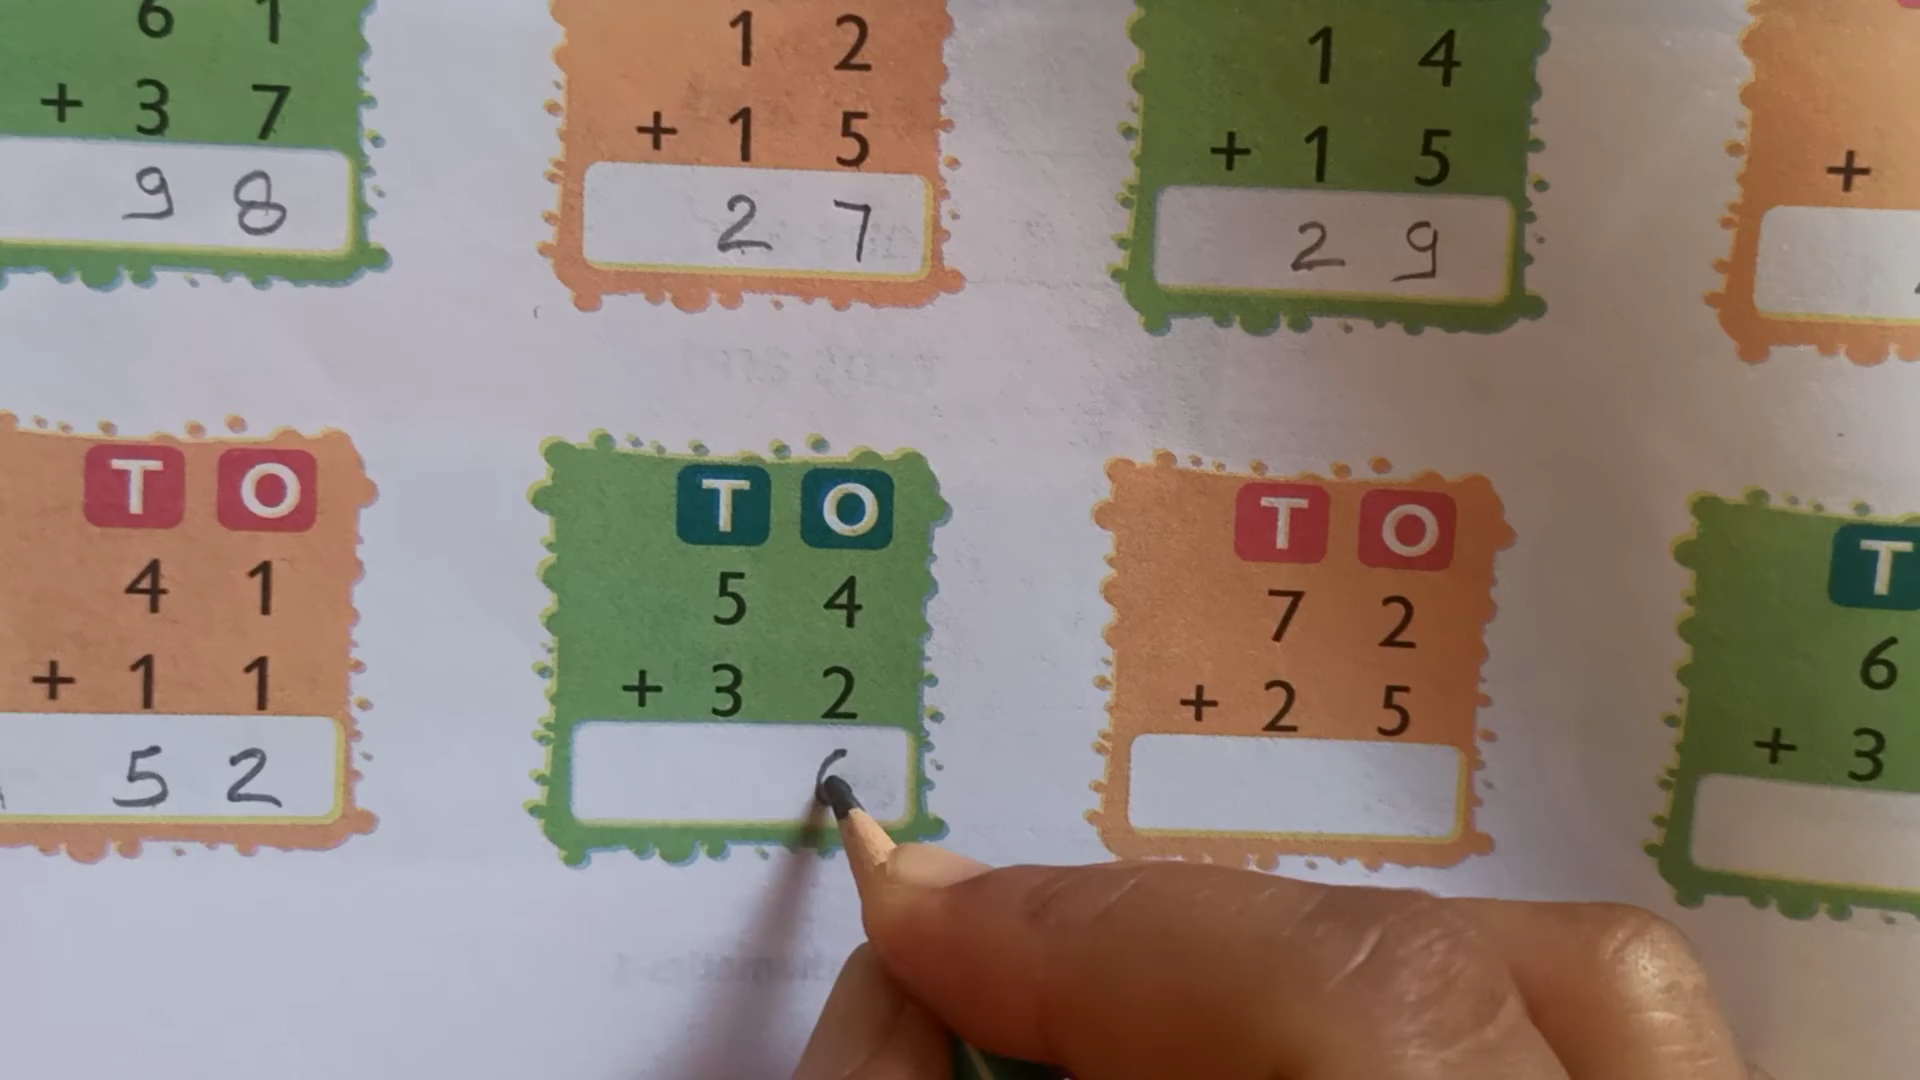 6 1
+ 3 7
9 8
1 2
+ 1 5
2 7
1 4
+ 1 5
2 9
+
T O
4 1
+ 1 1
5 2
T O
5 4
+ 3 2
6
T O
7 2
+ 2 5
T
6
+ 3